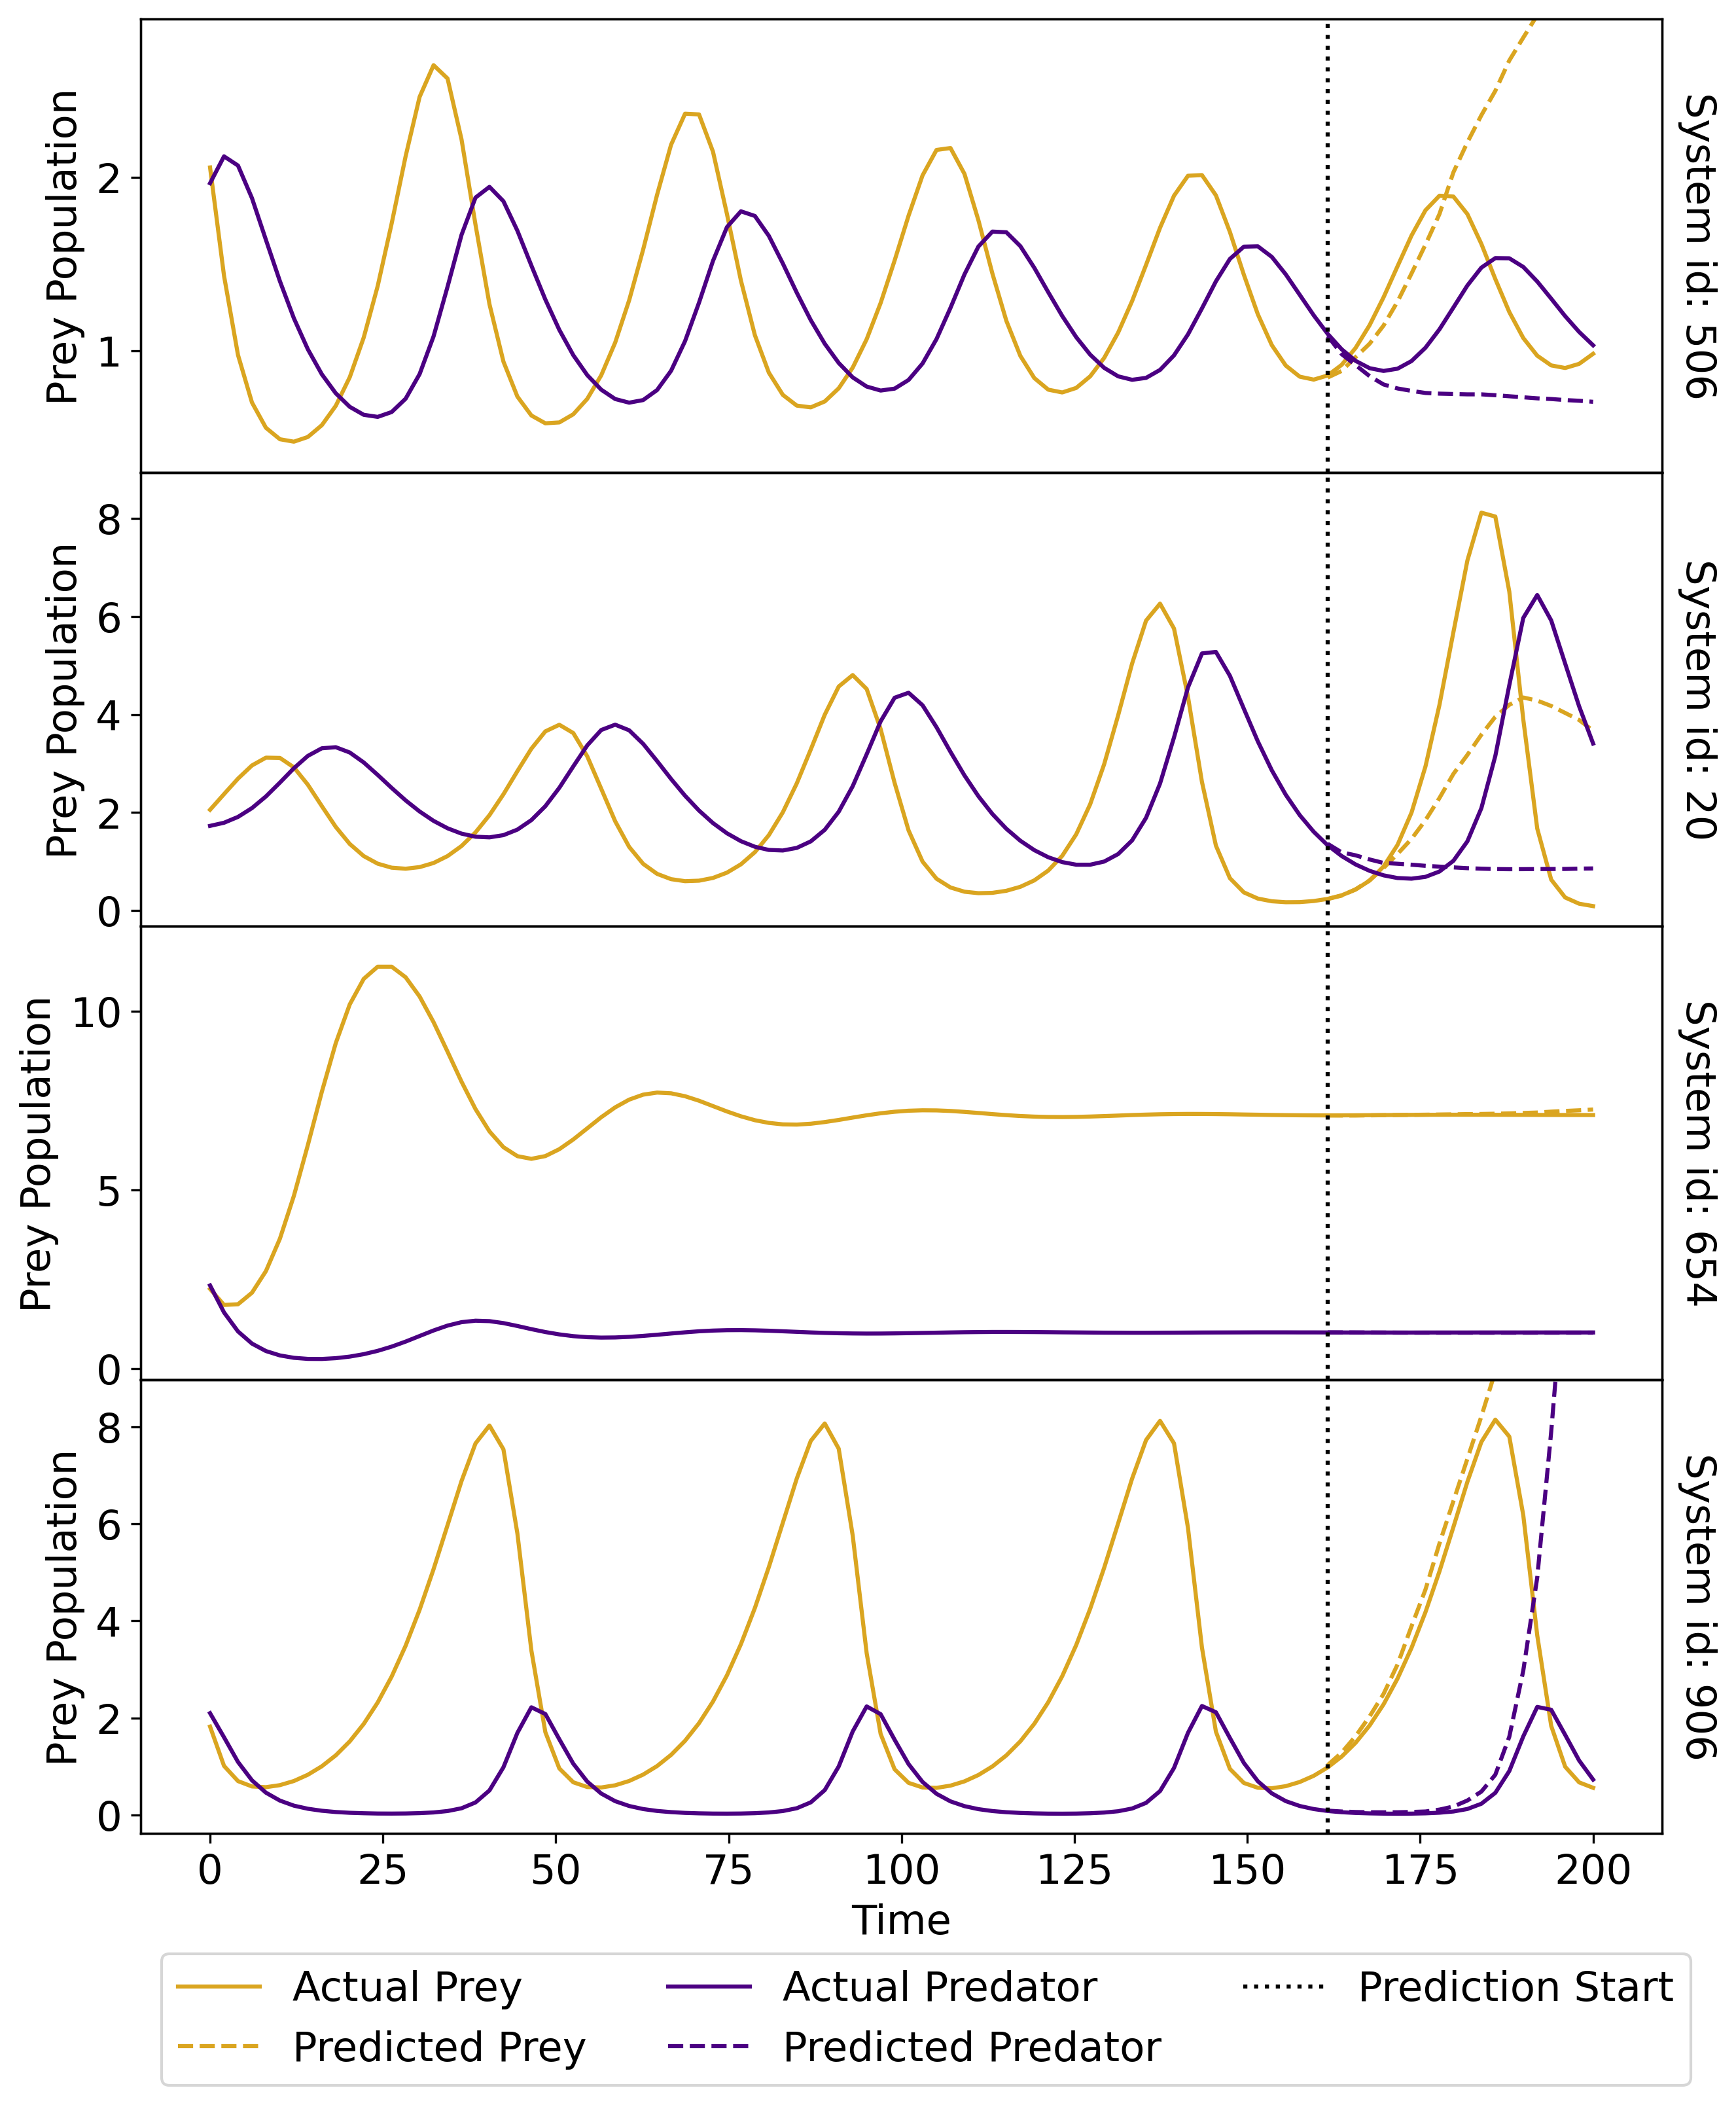 Prey Population
2
1
System id: 506
Prey Population
8
6
4
2
0
System id: 20
Prey Population
10
5
0
System id: 654
Prey Population
8
6
4
2
0
System id: 906
0 25 50 75 100 125 150 175 200
Time
Actual Prey Actual Predator Prediction Start
Predicted Prey Predicted Predator